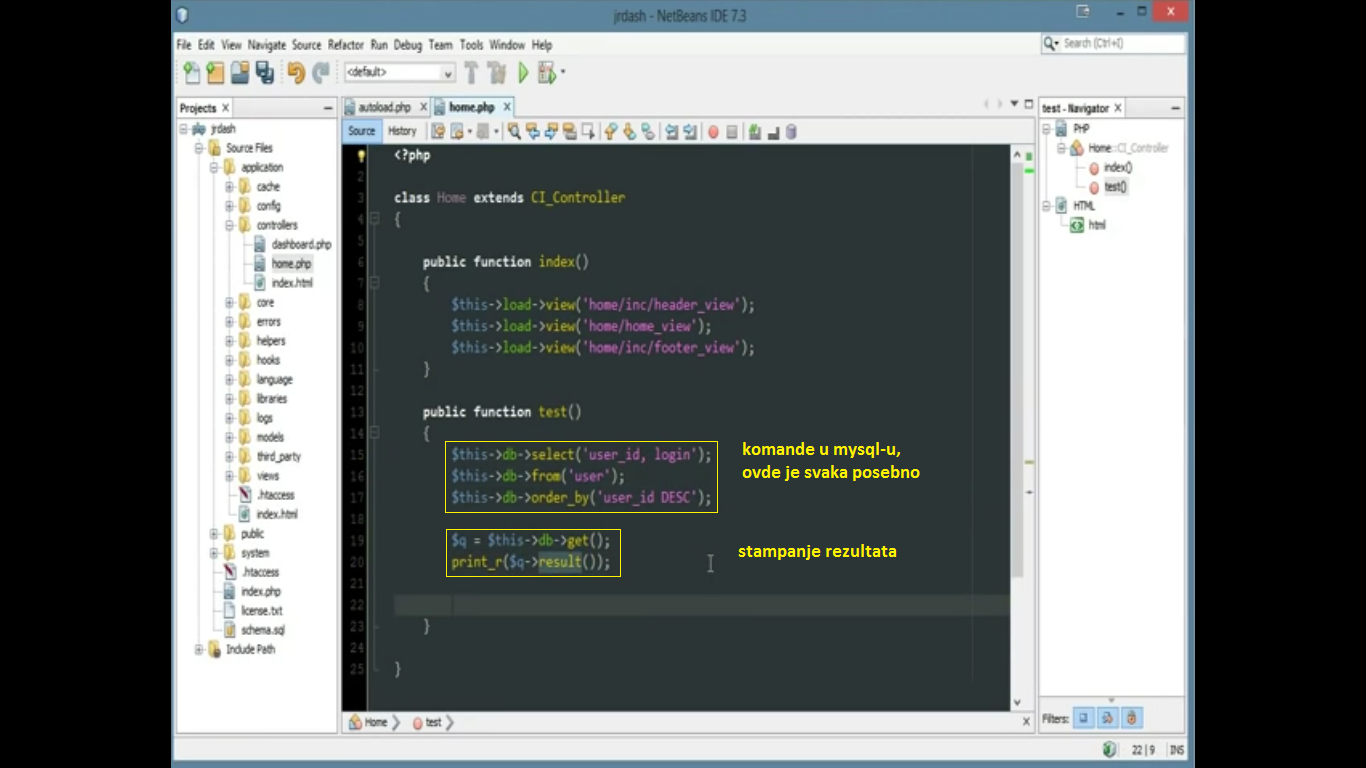 jrdash - NetBeans IDE 7.3
File Edit View Navigate Source Refactor Run Debug Team Tools Window Help
Search (Ctrl+I)
<default>
Projects
jrdash
Source Files
application
cache
config
controllers
dashboard.php
home.php
index.html
core
errors
helpers
hooks
language
libraries
logs
models
third_party
views
.htaccess
index.html
public
system
.htaccess
index.php
license.txt
schema.sql
Include Path
autoload.php home.php
Source History
<?php
2
3 class Home extends CI_Controller
4 {
5
6 public function index()
7 {
8 $this->load->view('home/inc/header_view');
9 $this->load->view('home/home_view');
10 $this->load->view('home/inc/footer_view');
11 }
12
13 public function test()
14 {
15 $this->db->select('user_id, login');
16 $this->db->from('user');
17 $this->db->order_by('user_id DESC');
18
19 $q = $this->db->get();
20 print_r($q->result());
21
22
23 }
24
25 }
komande u mysql-u,
ovde je svaka posebno
stampanje rezultata
Home test
test - Navigator
PHP
Home::CI_Controller
index()
test()
HTML
html
Filters:
22|9 INS